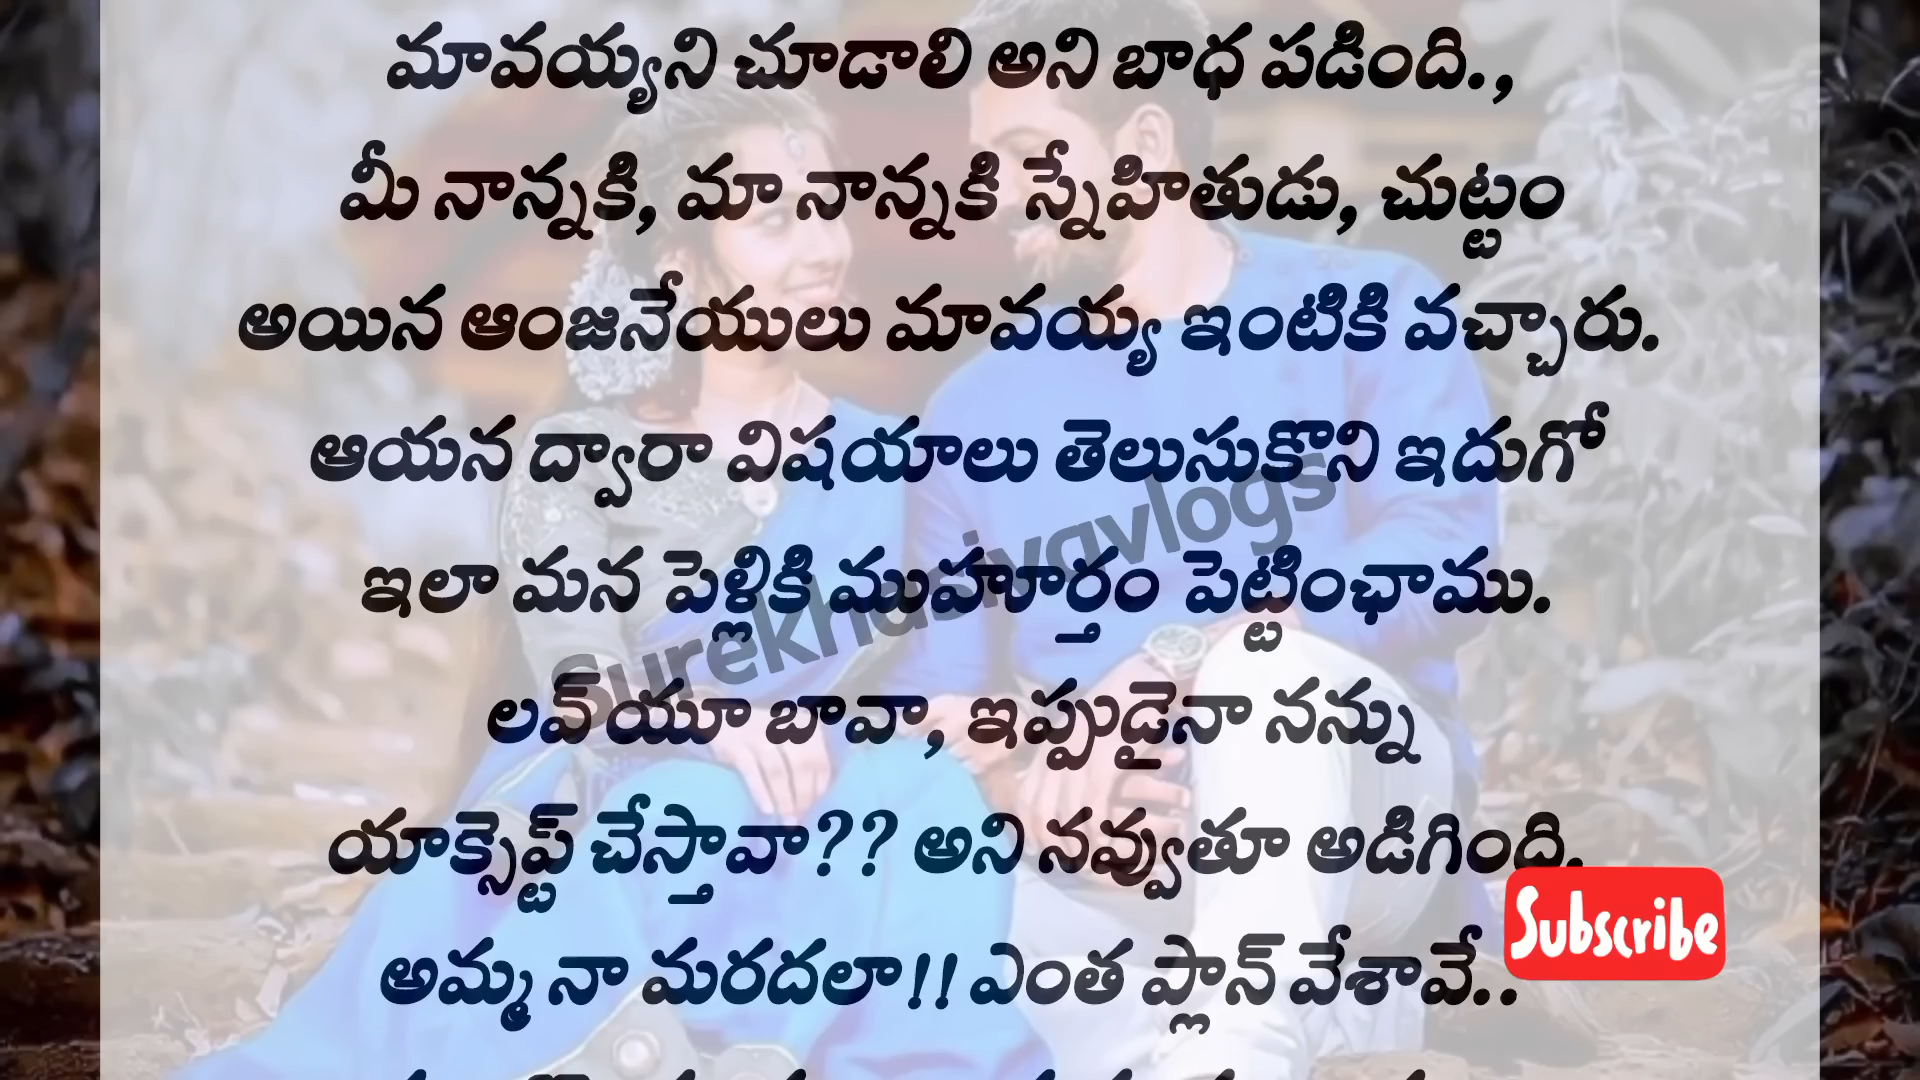 మావయ్యని చూడాలి అని బాధ పడింది.,
మీ నాన్నకి, మా నాన్నకి స్నేహితుడు, చుట్టం
అయిన ఆంజనేయులు మావయ్య ఇంటికి వచ్చారు.
ఆయన ద్వారా విషయాలు తెలుసుకొని ఇదుగో
ఇలా మన పెళ్లికి ముహూర్తం పెట్టించాము.
Surekhasivavlogs
లవ్ యూ బావా, ఇప్పుడైనా నన్ను
యాక్సెప్ట్ చేస్తావా?? అని నవ్వుతూ అడిగింది.
Subscribe
అమ్మ నా మరదలా!! ఎంత ప్లాన్ వేశావే..